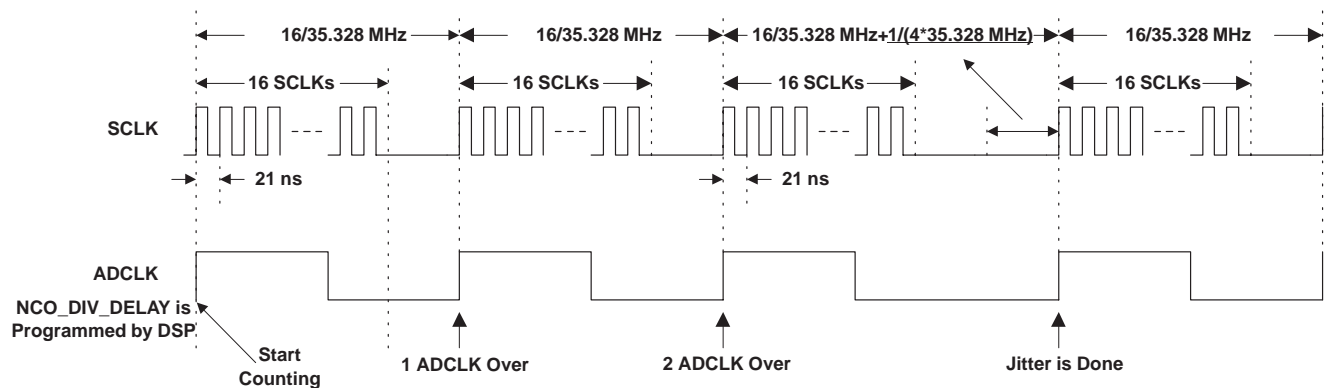 16/35.328 MHz 16/35.328 MHz 16/35.328 MHz+1/(4*35.328 MHz) 16/35.328 MHz
16 SCLKs 16 SCLKs 16 SCLKs 16 SCLKs
SCLK
21 ns 21 ns
ADCLK
NCO_DIV_DELAY is
Programmed by DSP
Start
Counting
1 ADCLK Over
2 ADCLK Over
Jitter is Done